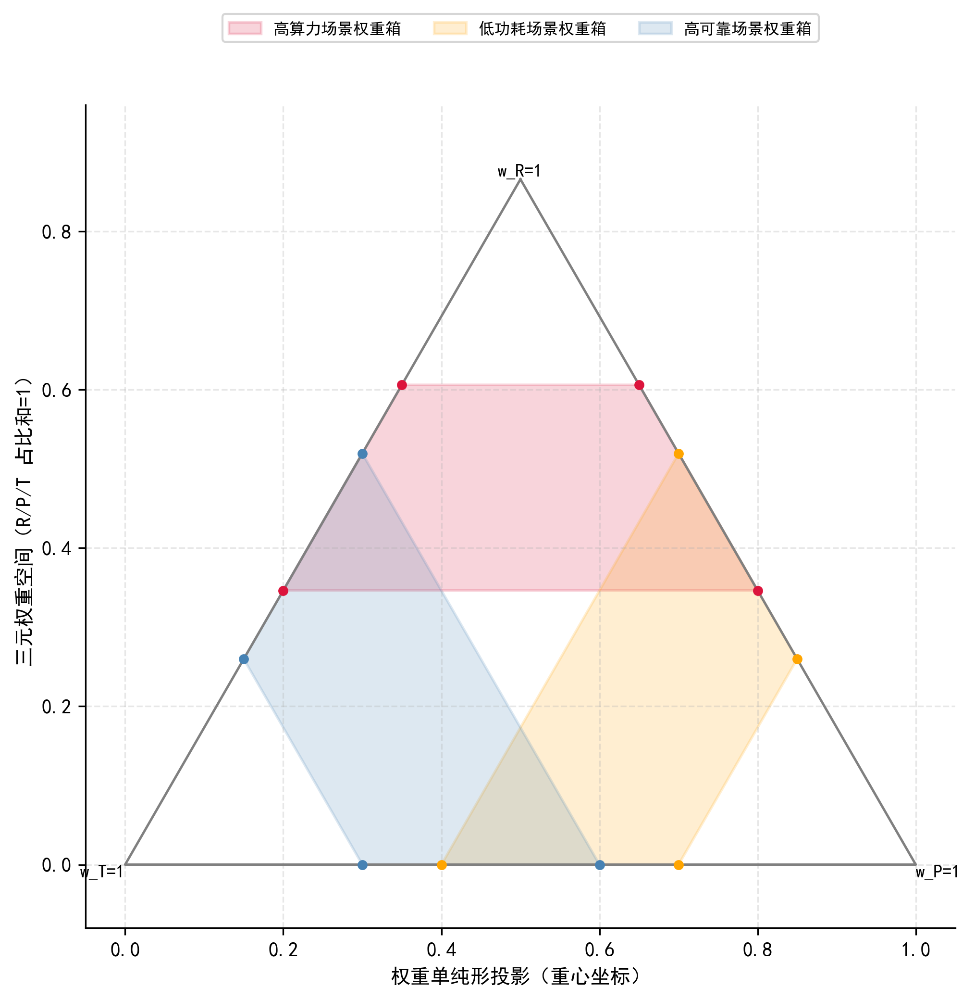 高算力场景权重箱
低功耗场景权重箱
高可靠场景权重箱
w_R=1
0.8
0.6
0.4
0.2
0.0
三元权重空间（R/P/T 占比和=1）
w_T=1
w_P=1
0.0
0.2
0.4
0.6
0.8
1.0
权重单纯形投影（重心坐标）